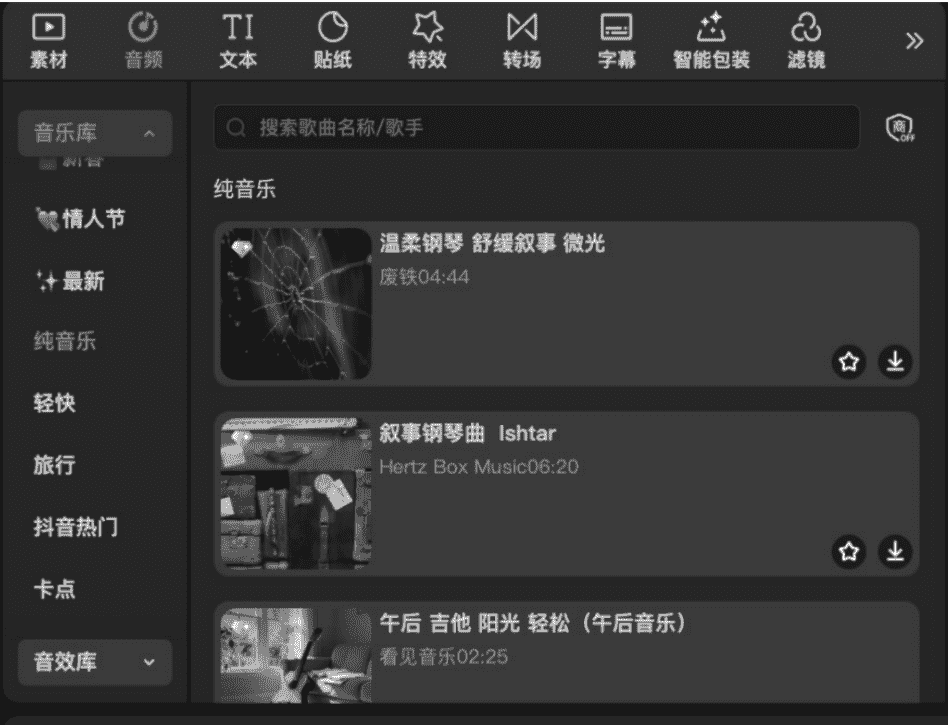 素材 音频 文本 贴纸 特效 转场 字幕 智能包装 滤镜
音乐库
搜索歌曲名称/歌手
商
OFF
纯音乐
情人节
最新
纯音乐
轻快
旅行
抖音热门
卡点
音效库
温柔钢琴 舒缓叙事 微光
废铁04:44
叙事钢琴曲 Ishtar
Hertz Box Music06:20
午后 吉他 阳光 轻松（午后音乐）
看见音乐02:25